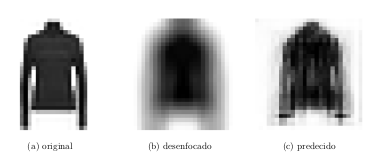 (a) original
(b) desenfocado
(c) predecido